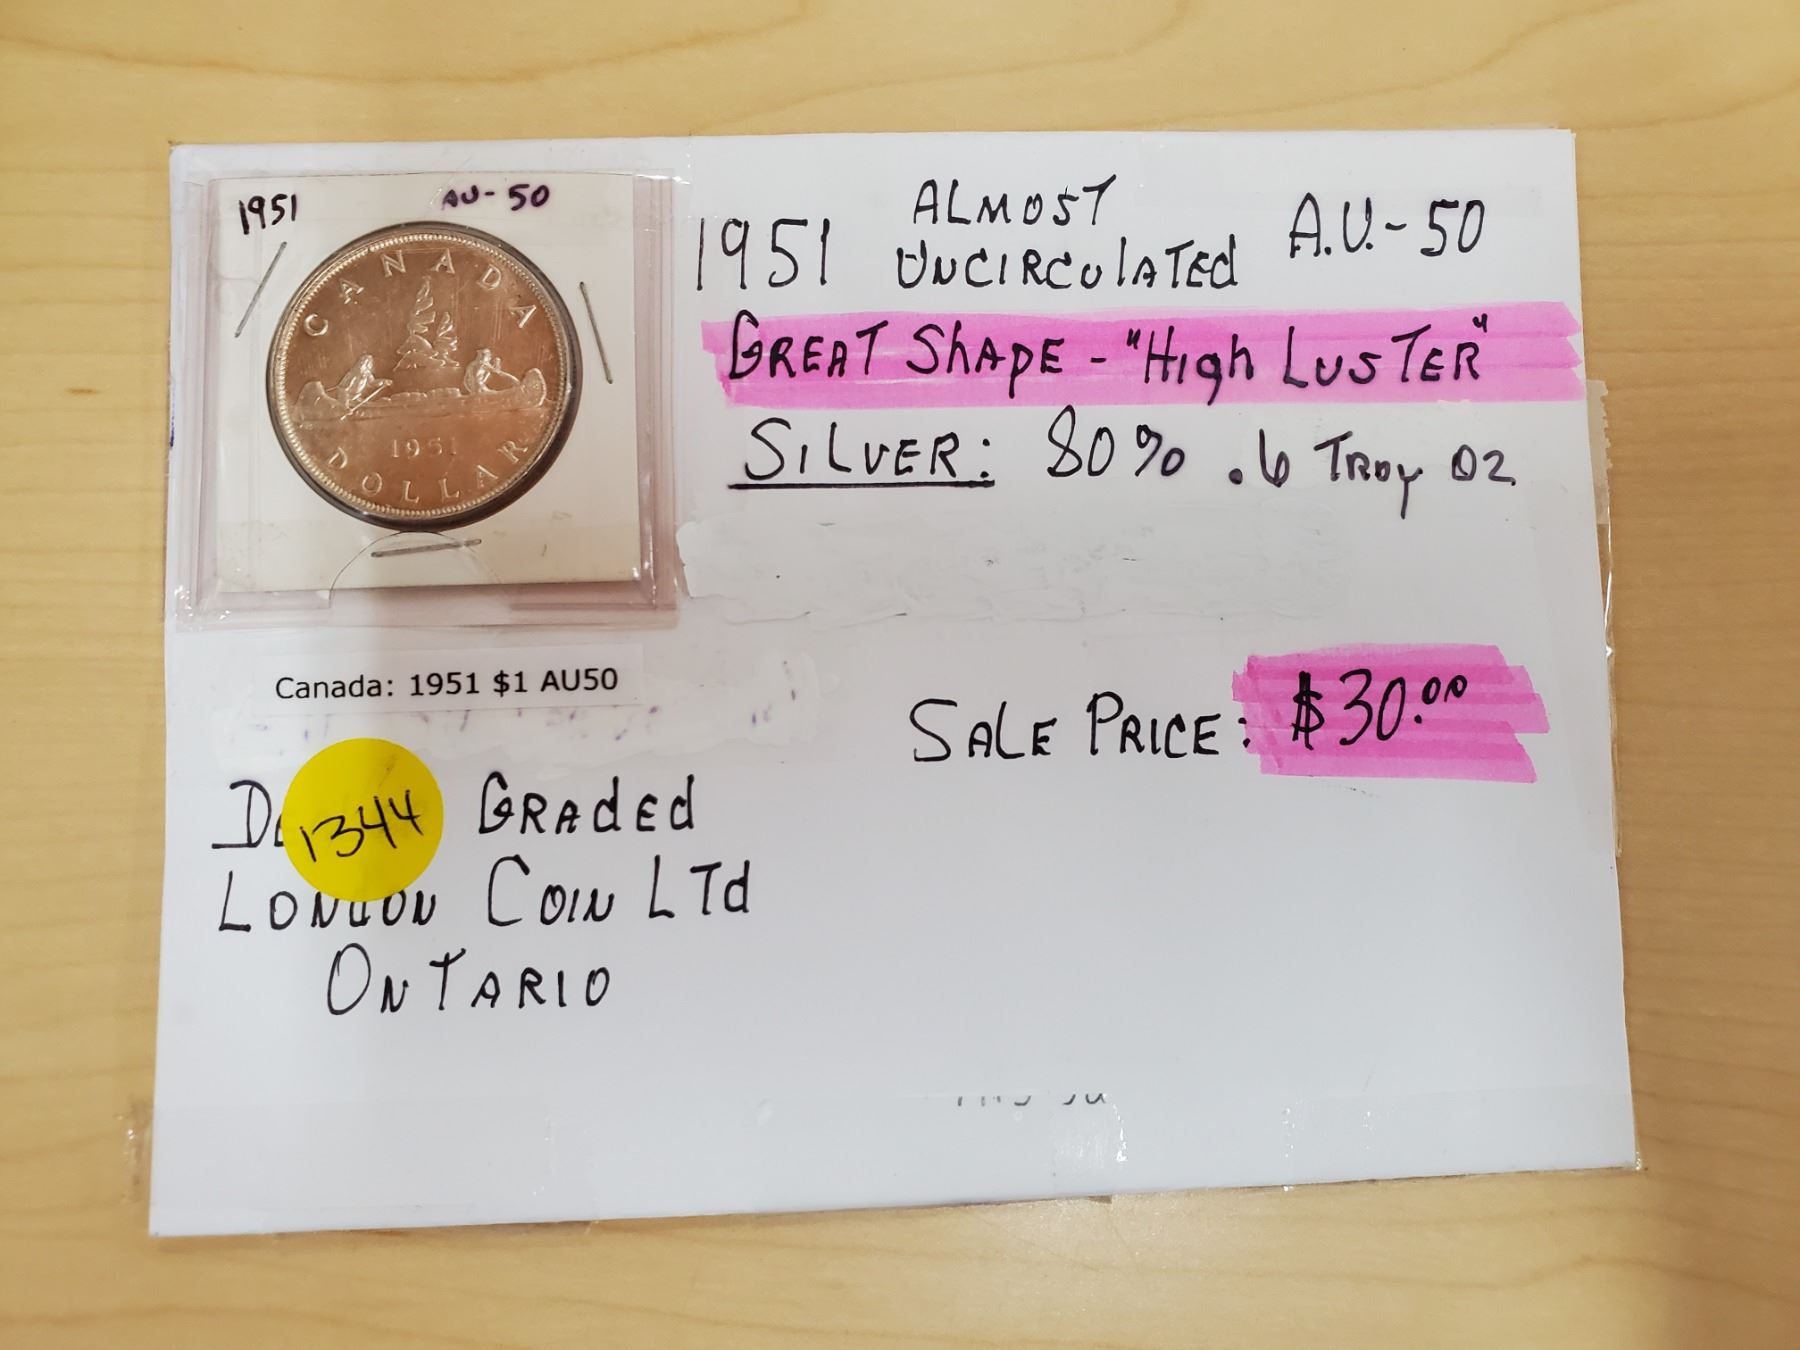 1951 AU-50
CANADA
1951
DOLLAR
1951 ALMOST UNCIRCULATED A.U.-50
GREAT SHAPE - "HIGH LUSTER"
SILVER: 80% .6 TROY OZ
Canada: 1951 $1 AU50
SALE PRICE: $30.00
1344
GRADED
LONDON COIN LTD
ONTARIO